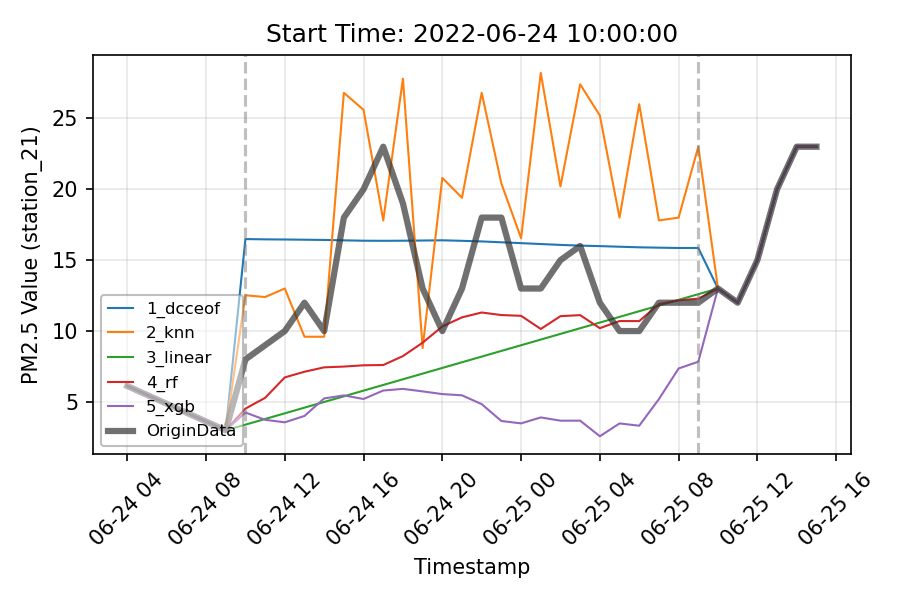 Start Time: 2022-06-24 10:00:00
PM2.5 Value (station_21)
25
20
15
10
5
1_dcceof
2_knn
3_linear
4_rf
5_xgb
OriginData
06-24 04
06-24 08
06-24 12
06-24 16
06-24 20
06-25 00
06-25 04
06-25 08
06-25 12
06-25 16
Timestamp